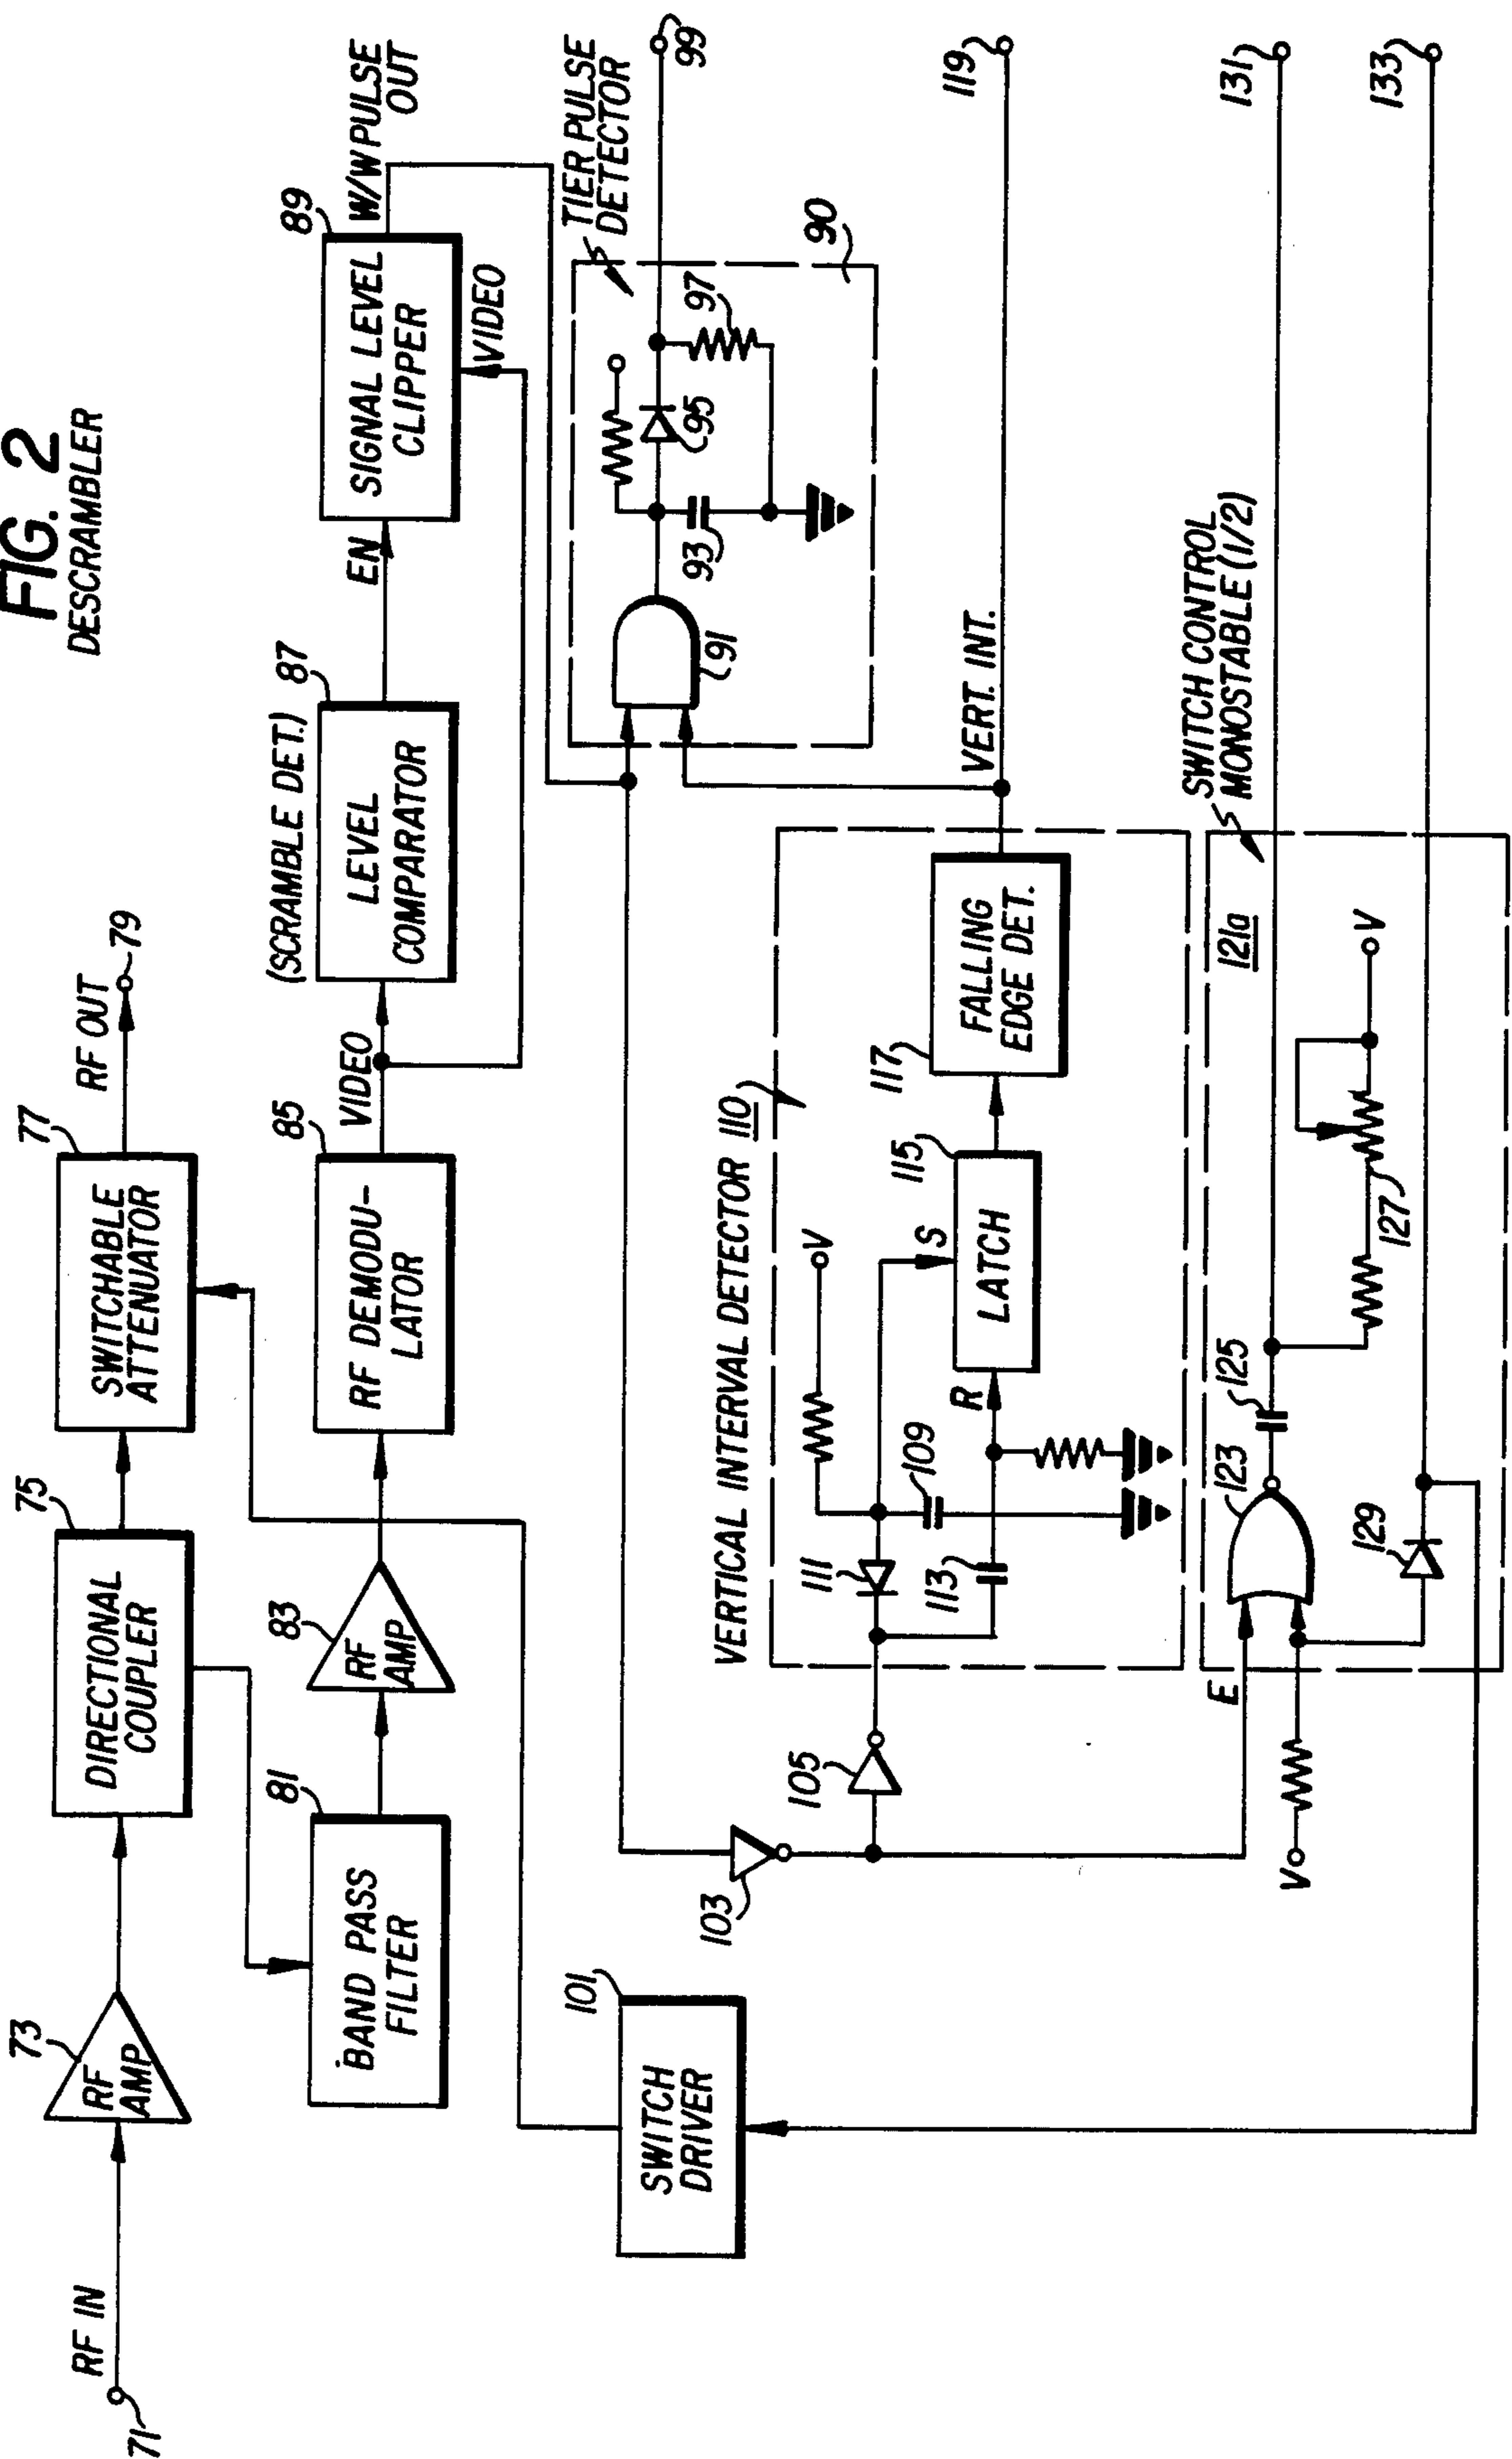 FIG. 2
DESCRAMBLER
RF IN
71
73
RF
AMP
75
DIRECTIONAL
COUPLER
77
SWITCHABLE
ATTENUATOR
RF OUT
79
81
BAND PASS
FILTER
83
RF
AMP
85
RF DEMODU-
LATOR
VIDEO
(SCRAMBLE DET.)
87
LEVEL
COMPARATOR
EN
89
SIGNAL LEVEL
CLIPPER
VIDEO
W/W PULSE
OUT
TIER PULSE
DETECTOR
90
91
93
95
97
99
101
SWITCH
DRIVER
103
105
VERTICAL INTERVAL DETECTOR 110
V
109
111
113
S
R
115
LATCH
117
FALLING
EDGE DET.
VERT. INT.
119
SWITCH CONTROL
MONOSTABLE (1/2)
121a
E
V
123
125
127
V
129
131
133